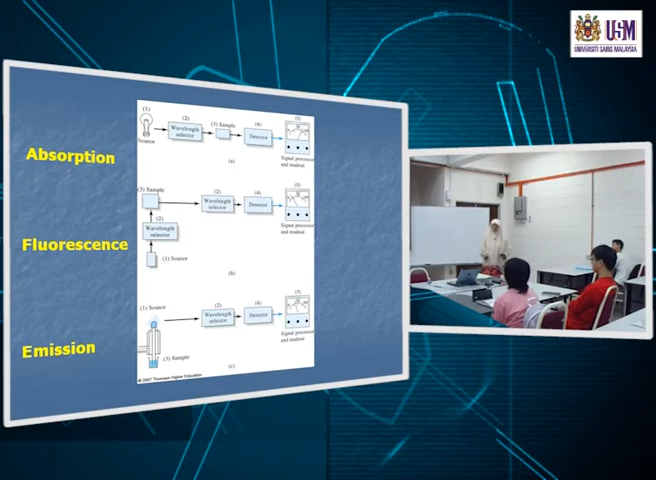 USM
UNIVERSITI SAINS MALAYSIA
Absorption
(1)
Source
(2)
Wavelength
selector
(3) Sample
(4)
Detector
(5)
Signal processor
and readout
(a)
Fluorescence
(3) Sample
(2)
Wavelength
selector
(1) Source
(2)
Wavelength
selector
(4)
Detector
(5)
Signal processor
and readout
(b)
Emission
(1) Source
(3) Sample
(2)
Wavelength
selector
(4)
Detector
(5)
Signal processor
and readout
(c)
© 2007 Thomson Higher Education